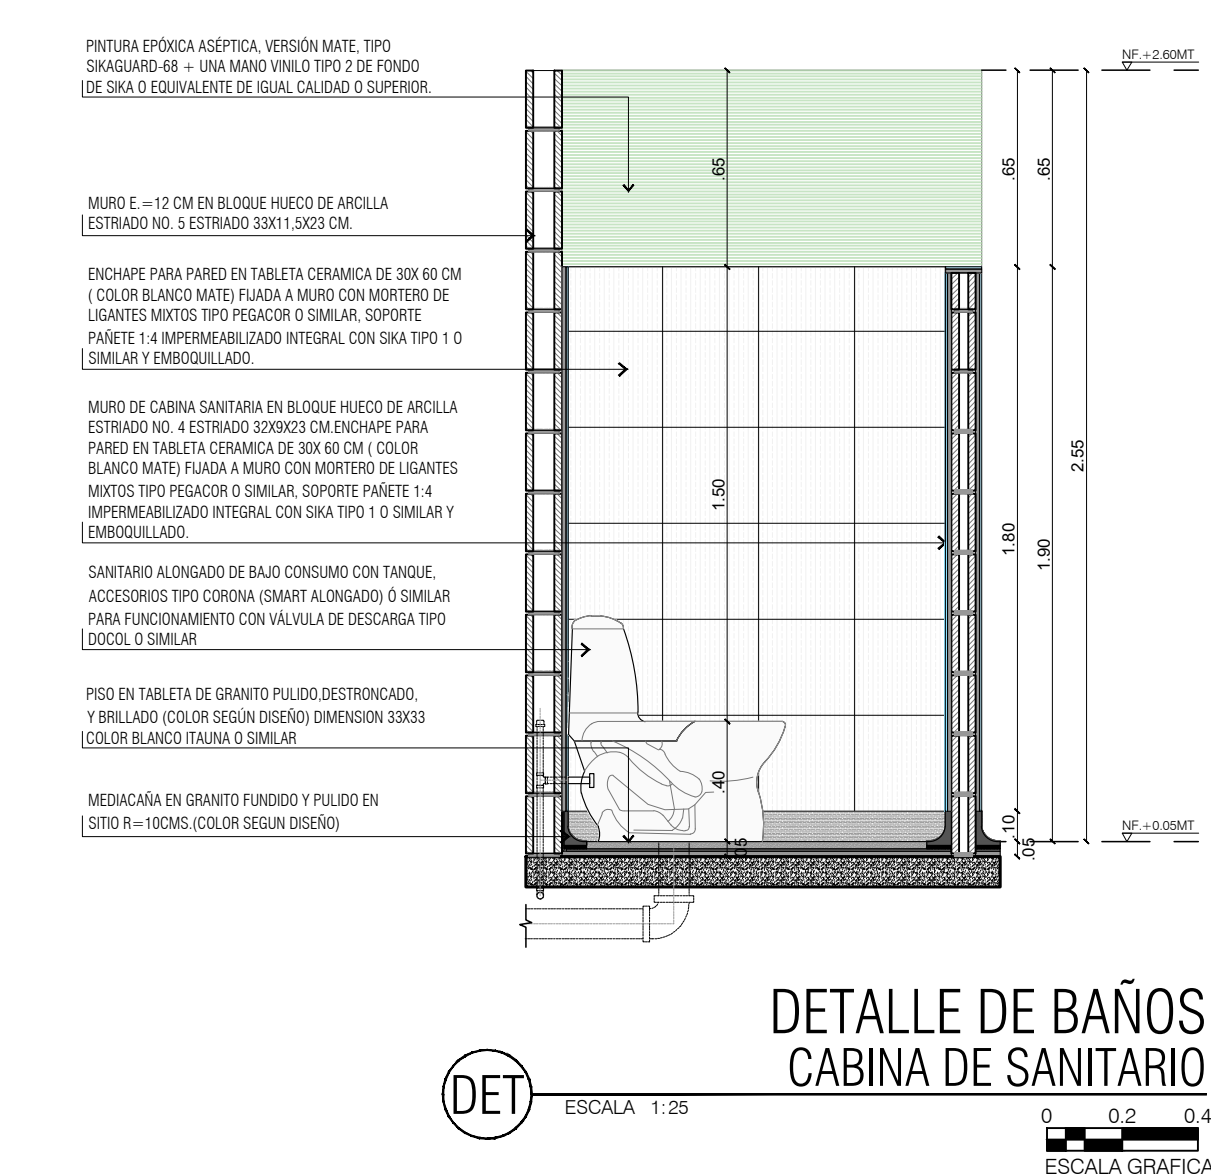 PINTURA EPÓXICA ASÉPTICA, VERSIÓN MATE, TIPO
SIKAGUARD-68 + UNA MANO VINILO TIPO 2 DE FONDO
DE SIKA O EQUIVALENTE DE IGUAL CALIDAD O SUPERIOR.
MURO E.=12 CM EN BLOQUE HUECO DE ARCILLA
ESTRIADO NO. 5 ESTRIADO 33X11,5X23 CM.
ENCHAPE PARA PARED EN TABLETA CERAMICA DE 30X 60 CM
( COLOR BLANCO MATE) FIJADA A MURO CON MORTERO DE
LIGANTES MIXTOS TIPO PEGACOR O SIMILAR, SOPORTE
PAÑETE 1:4 IMPERMEABILIZADO INTEGRAL CON SIKA TIPO 1 O
SIMILAR Y EMBOQUILLADO.
MURO DE CABINA SANITARIA EN BLOQUE HUECO DE ARCILLA
ESTRIADO NO. 4 ESTRIADO 32X9X23 CM.ENCHAPE PARA
PARED EN TABLETA CERAMICA DE 30X 60 CM ( COLOR
BLANCO MATE) FIJADA A MURO CON MORTERO DE LIGANTES
MIXTOS TIPO PEGACOR O SIMILAR, SOPORTE PAÑETE 1:4
IMPERMEABILIZADO INTEGRAL CON SIKA TIPO 1 O SIMILAR Y
EMBOQUILLADO.
SANITARIO ALONGADO DE BAJO CONSUMO CON TANQUE,
ACCESORIOS TIPO CORONA (SMART ALONGADO) Ó SIMILAR
PARA FUNCIONAMIENTO CON VÁLVULA DE DESCARGA TIPO
DOCOL O SIMILAR
PISO EN TABLETA DE GRANITO PULIDO,DESTRONCADO,
Y BRILLADO (COLOR SEGÚN DISEÑO) DIMENSION 33X33
COLOR BLANCO ITAUNA O SIMILAR
MEDIACAÑA EN GRANITO FUNDIDO Y PULIDO EN
SITIO R=10CMS.(COLOR SEGUN DISEÑO)
.65
1.50
.40
.05
.65
1.80
.10
.05
.65
1.90
2.55
NF.+2.60MT
NF.+0.05MT
DETALLE DE BAÑOS
CABINA DE SANITARIO
DET
ESCALA 1:25
0 0.2 0.4
ESCALA GRAFICA